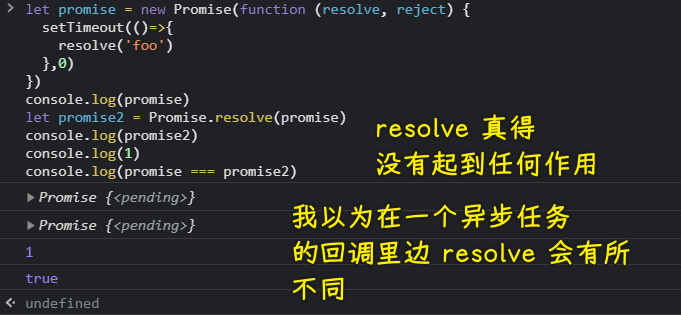 > let promise = new Promise(function (resolve, reject) {
setTimeout(()=>{
resolve('foo')
},0)
})
console.log(promise)
let promise2 = Promise.resolve(promise)
console.log(promise2)
console.log(1)
console.log(promise === promise2)
resolve 真得
没有起到任何作用
▸ Promise {<pending>}
▸ Promise {<pending>}
1
true
我以为在一个异步任务
的回调里边 resolve 会有所
不同
undefined